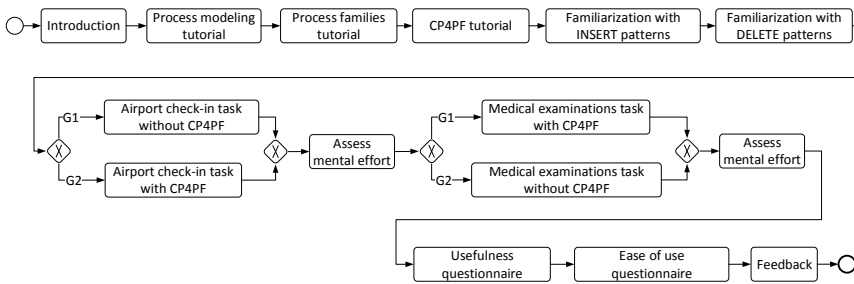 Introduction
Process modeling
tutorial
Process families
tutorial
CP4PF tutorial
Familiarization with
INSERT patterns
Familiarization with
DELETE patterns
G1
Airport check-in task
without CP4PF
G2
Airport check-in task
with CP4PF
Assess
mental effort
G1
Medical examinations task
with CP4PF
G2
Medical examinations task
without CP4PF
Assess
mental effort
Usefulness
questionnaire
Ease of use
questionnaire
Feedback